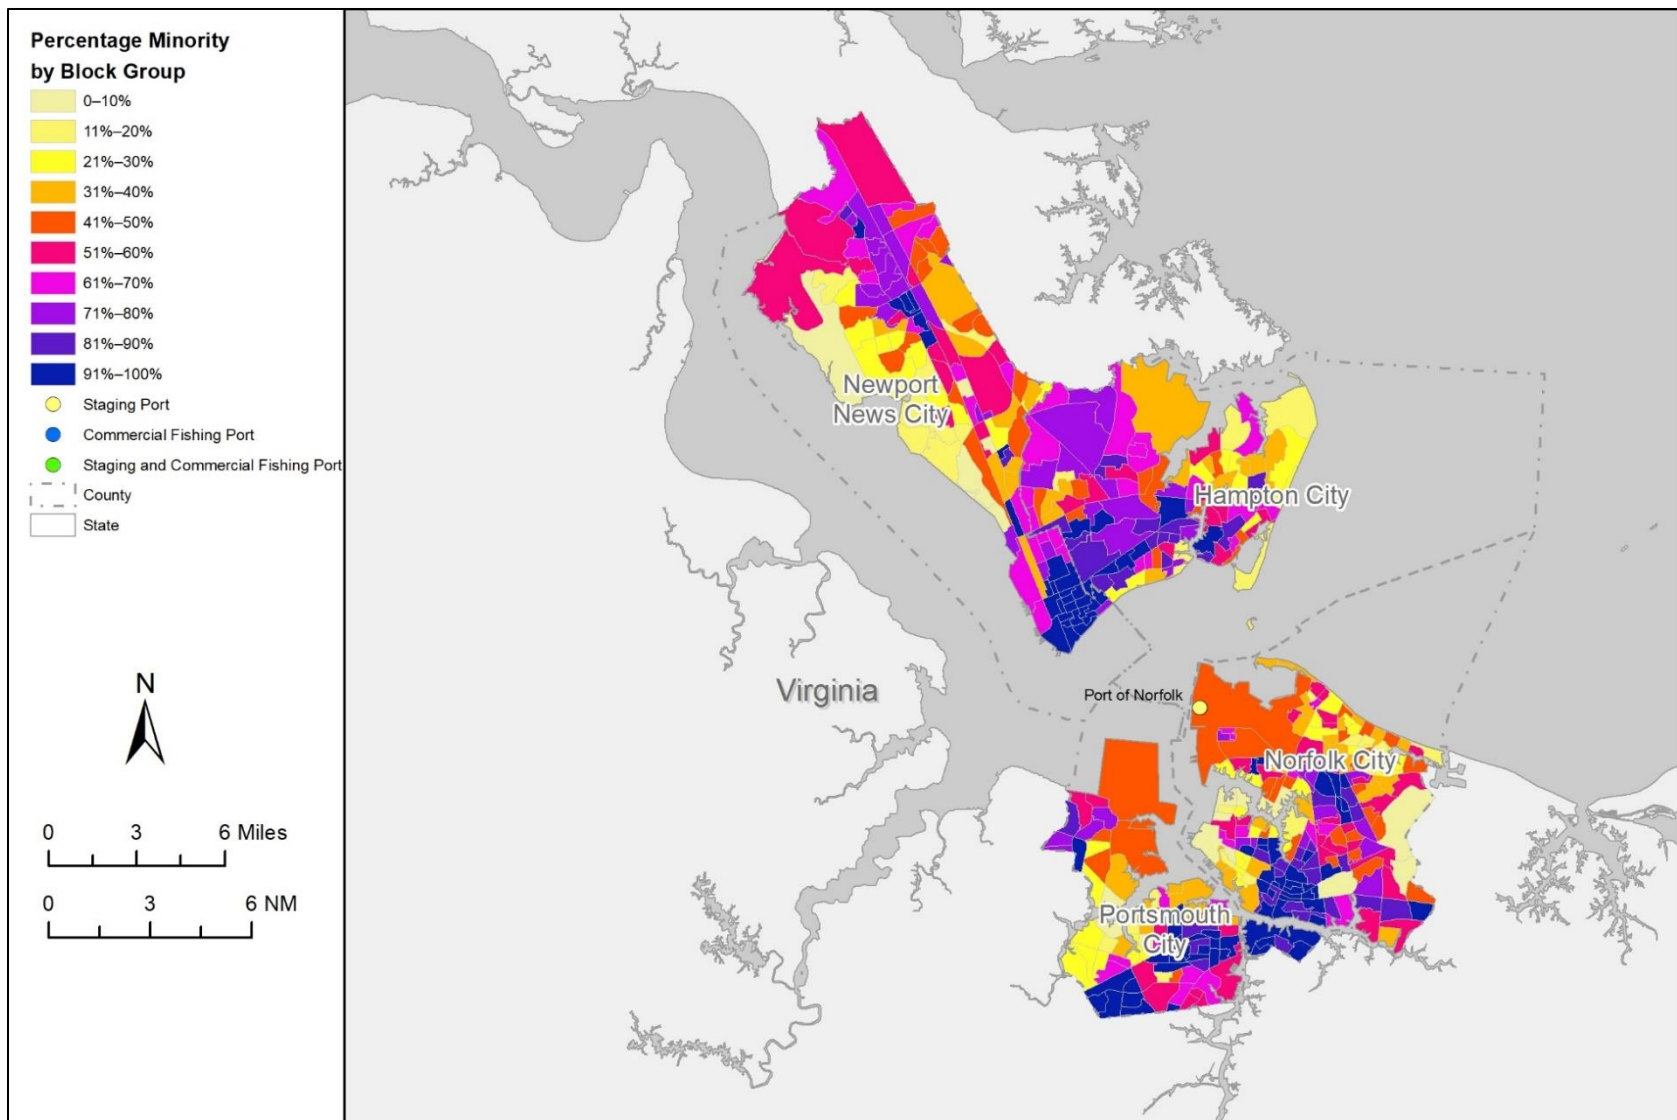 Percentage Minority
by Block Group
0–10%
11%–20%
21%–30%
31%–40%
41%–50%
51%–60%
61%–70%
71%–80%
81%–90%
91%–100%
Staging Port
Commercial Fishing Port
Staging and Commercial Fishing Port
County
State
N
0 3 6 Miles
0 3 6 NM
Newport
News City
Hampton City
Virginia
Port of Norfolk
Norfolk City
Portsmouth
City